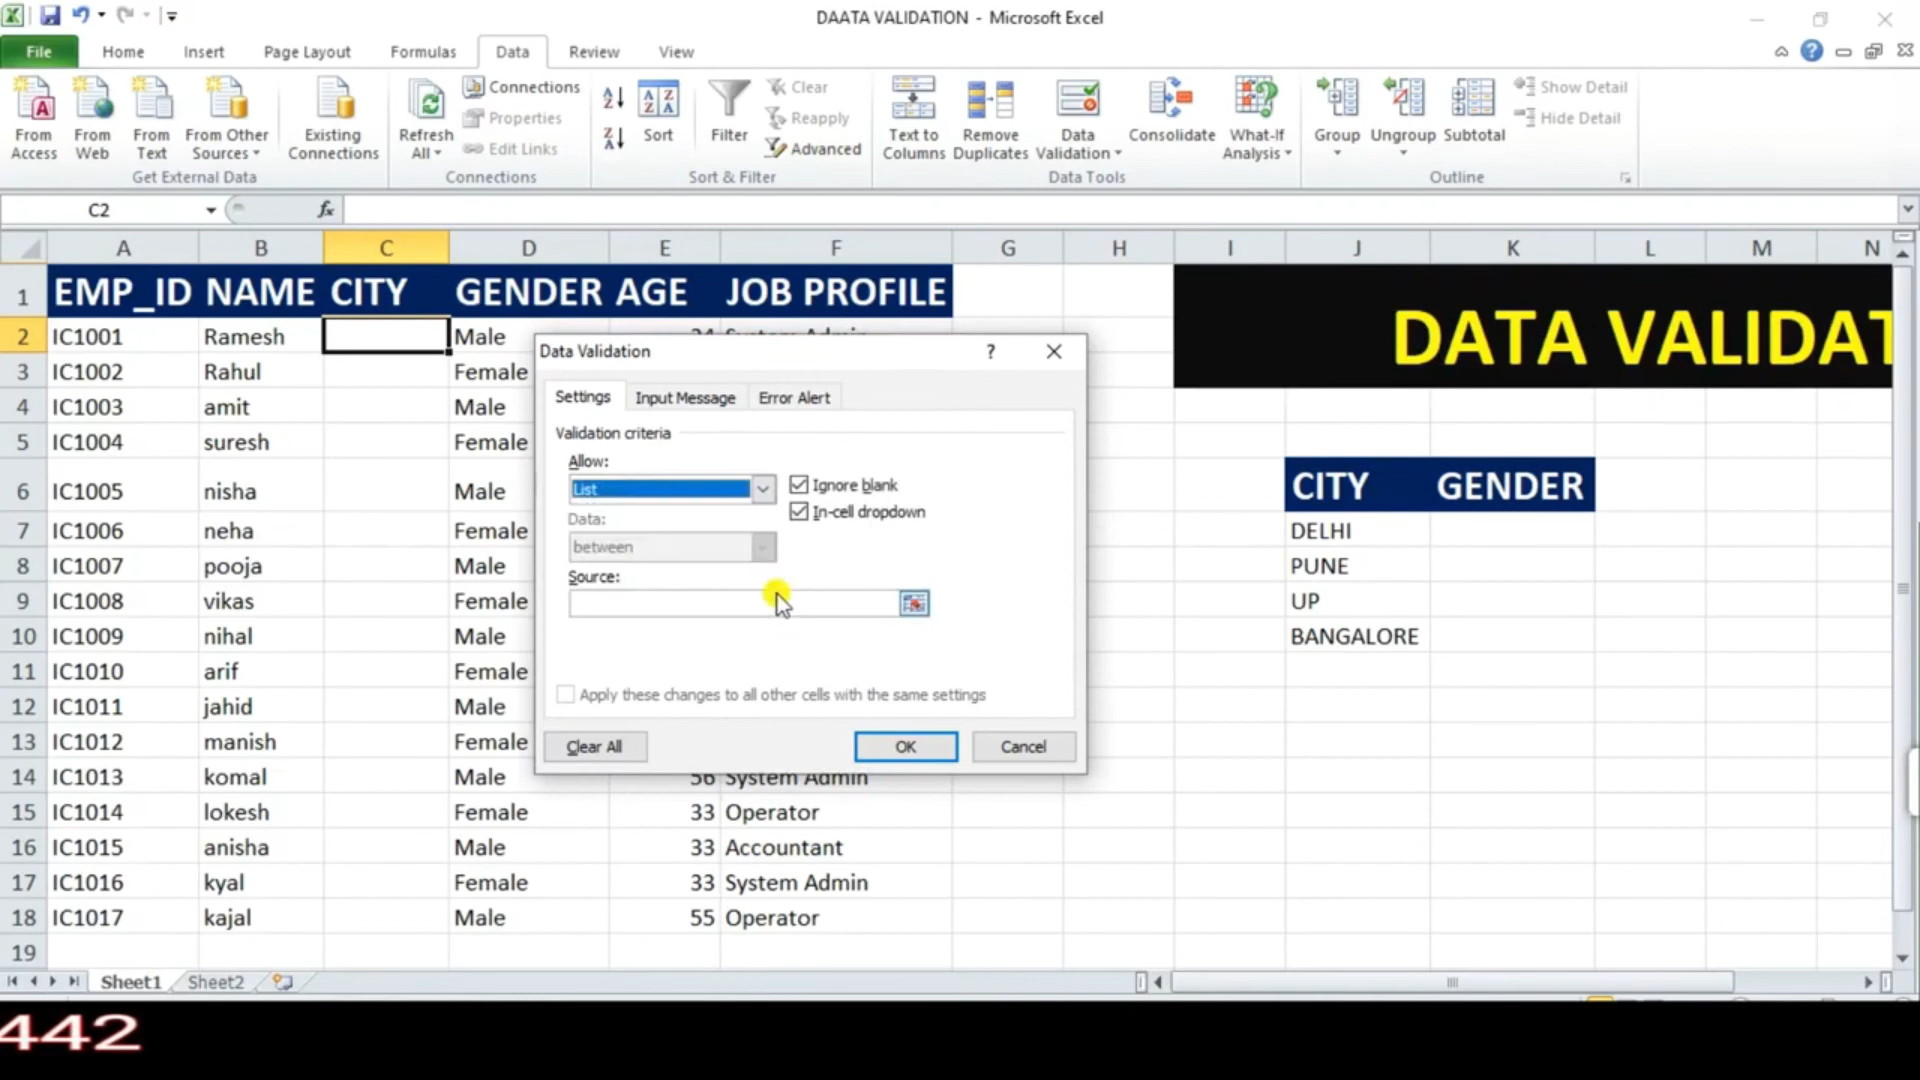 DAATA VALIDATION - Microsoft Excel
File Home Insert Page Layout Formulas Data Review View
From Access
From Web
From Text
From Other Sources
Existing Connections
Get External Data
Refresh All
Connections
Properties
Edit Links
Connections
Sort
Filter
Clear
Reapply
Advanced
Sort & Filter
Text to Columns
Remove Duplicates
Data Validation
Consolidate
What-If Analysis
Data Tools
Group
Ungroup
Subtotal
Show Detail
Hide Detail
Outline
C2 fx
A B C D E F G H I J K L M N
1 EMP_ID NAME CITY GENDER AGE JOB PROFILE
DATA VALIDAT
2 IC1001 Ramesh Male 24 System Admin
3 IC1002 Rahul Female
4 IC1003 amit Male
5 IC1004 suresh Female
6 IC1005 nisha Male CITY GENDER
7 IC1006 neha Female DELHI
8 IC1007 pooja Male PUNE
9 IC1008 vikas Female UP
10 IC1009 nihal Male BANGALORE
11 IC1010 arif Female
12 IC1011 jahid Male
13 IC1012 manish Female
14 IC1013 komal Male 56 System Admin
15 IC1014 lokesh Female 33 Operator
16 IC1015 anisha Male 33 Accountant
17 IC1016 kyal Female 33 System Admin
18 IC1017 kajal Male 55 Operator
19
Data Validation ?
Settings Input Message Error Alert
Validation criteria
Allow:
List
Ignore blank
In-cell dropdown
Data:
between
Source:
Apply these changes to all other cells with the same settings
Clear All OK Cancel
Sheet1 Sheet2
442